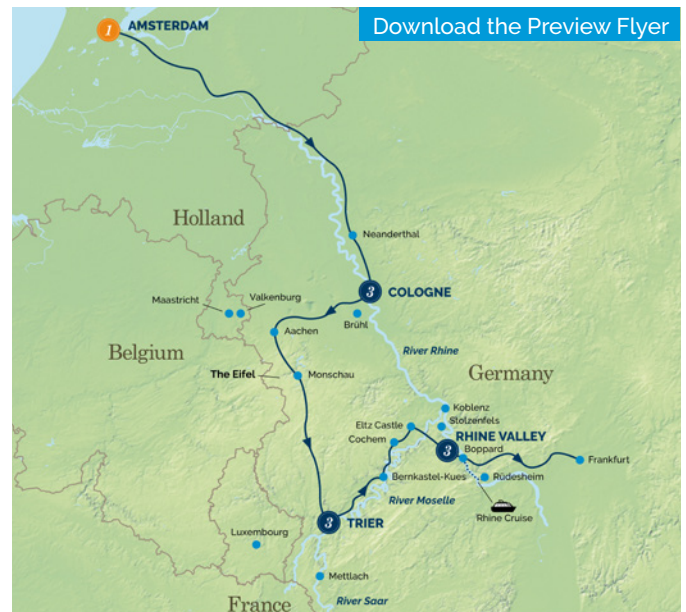 Download the Preview Flyer
1 AMSTERDAM
Holland
Neanderthal
3 COLOGNE
Maastricht
Valkenburg
Brühl
Aachen
River Rhine
Belgium
The Eifel
Monschau
Germany
Koblenz
Stolzenfels
Eltz Castle
RHINE VALLEY
Cochem
3
Boppard
Frankfurt
Bernkastel-Kues
Rüdesheim
River Moselle
Rhine Cruise
3 TRIER
Luxembourg
Mettlach
France
River Saar